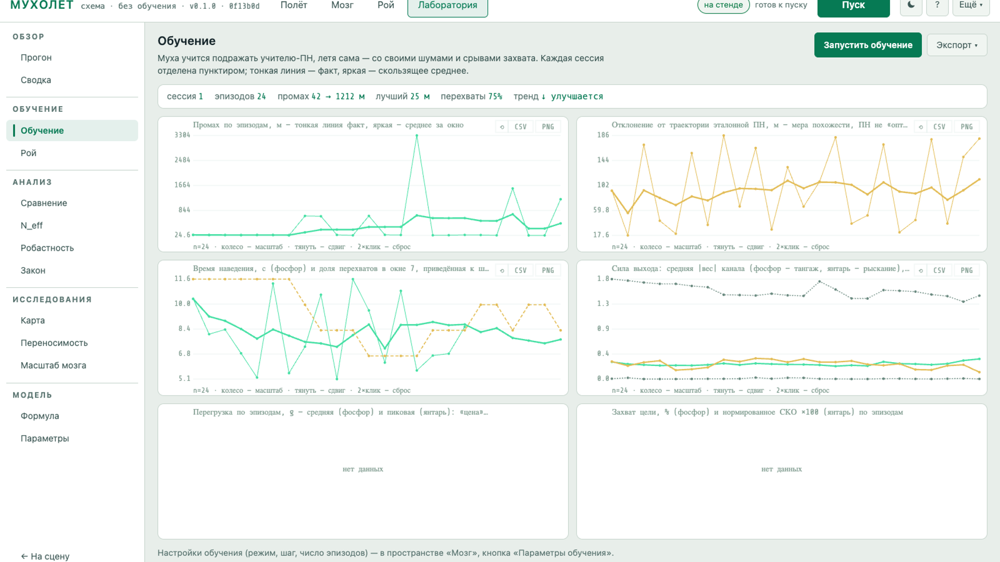 МУХОЛЕТ схема · без обучения · v0.1.0 · 0f13b0d Полёт Мозг Рой Лаборатория на стенде готов к пуску Пуск ? Ещё ▾
ОБЗОР
Прогон
Сводка
ОБУЧЕНИЕ
Обучение
Рой
АНАЛИЗ
Сравнение
N_eff
Робастность
Закон
ИССЛЕДОВАНИЯ
Карта
Переносимость
Масштаб мозга
МОДЕЛЬ
Формула
Параметры
← На сцену
Обучение
Запустить обучение Экспорт ▾
Муха учится подражать учителю-ПН, летя сама — со своими шумами и срывами захвата. Каждая сессия
отделена пунктиром; тонкая линия — факт, яркая — скользящее среднее.
сессия 1 эпизодов 24 промах 42 → 1212 м лучший 25 м перехваты 75% тренд ↓ улучшается
Промах по эпизодам, м — тонкая линия факт, яркая — среднее за окно ⟲ CSV PNG
3304
2484
1664
844
24.6
n=24 · колесо — масштаб · тянуть — сдвиг · 2×клик — сброс
Отклонение от траектории эталонной ПН, м — мера похожести, ПН не «опт… ⟲ CSV PNG
186
144
102
59.8
17.6
n=24 · колесо — масштаб · тянуть — сдвиг · 2×клик — сброс
Время наведения, с (фосфор) и доля перехватов в окне 7, приведённая к ш… ⟲ CSV PNG
11.6
10.0
8.4
6.8
5.1
n=24 · колесо — масштаб · тянуть — сдвиг · 2×клик — сброс
Сила выхода: средняя |вес| канала (фосфор — тангаж, янтарь — рыскание),… ⟲ CSV PNG
1.8
1.3
0.9
0.4
0.0
n=24 · колесо — масштаб · тянуть — сдвиг · 2×клик — сброс
Перегрузка по эпизодам, g — средняя (фосфор) и пиковая (янтарь): «цена»…
нет данных
Захват цели, % (фосфор) и нормированное СКО ×100 (янтарь) по эпизодам
нет данных
Настройки обучения (режим, шаг, число эпизодов) — в пространстве «Мозг», кнопка «Параметры обучения».